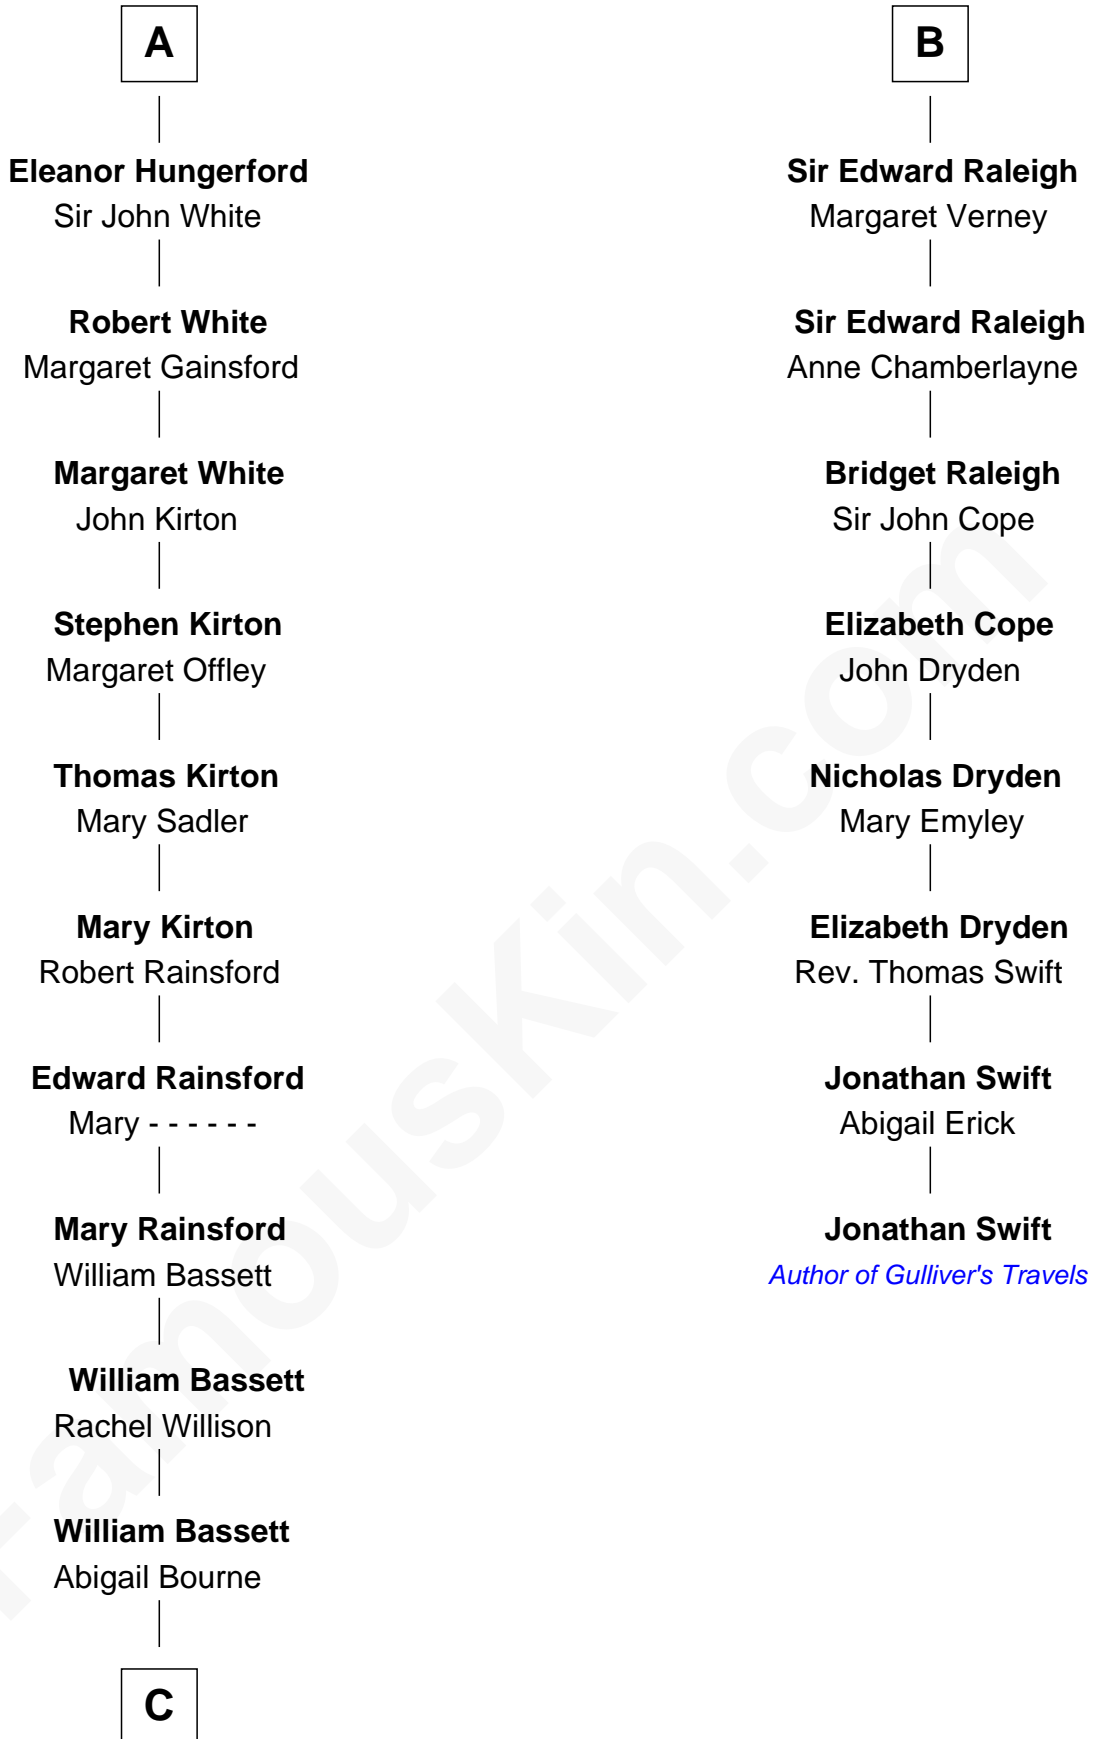 A
Eleanor Hungerford
Sir John White
Robert White
Margaret Gainsford
Margaret White
John Kirton
Stephen Kirton
Margaret Offley
Thomas Kirton
Mary Sadler
Mary Kirton
Robert Rainsford
Edward Rainsford
Mary - - - - - -
Mary Rainsford
William Bassett
William Bassett
Rachel Willison
William Bassett
Abigail Bourne
C
B
Sir Edward Raleigh
Margaret Verney
Sir Edward Raleigh
Anne Chamberlayne
Bridget Raleigh
Sir John Cope
Elizabeth Cope
John Dryden
Nicholas Dryden
Mary Emyley
Elizabeth Dryden
Rev. Thomas Swift
Jonathan Swift
Abigail Erick
Jonathan Swift
Author of Gulliver's Travels
FamousKin.com